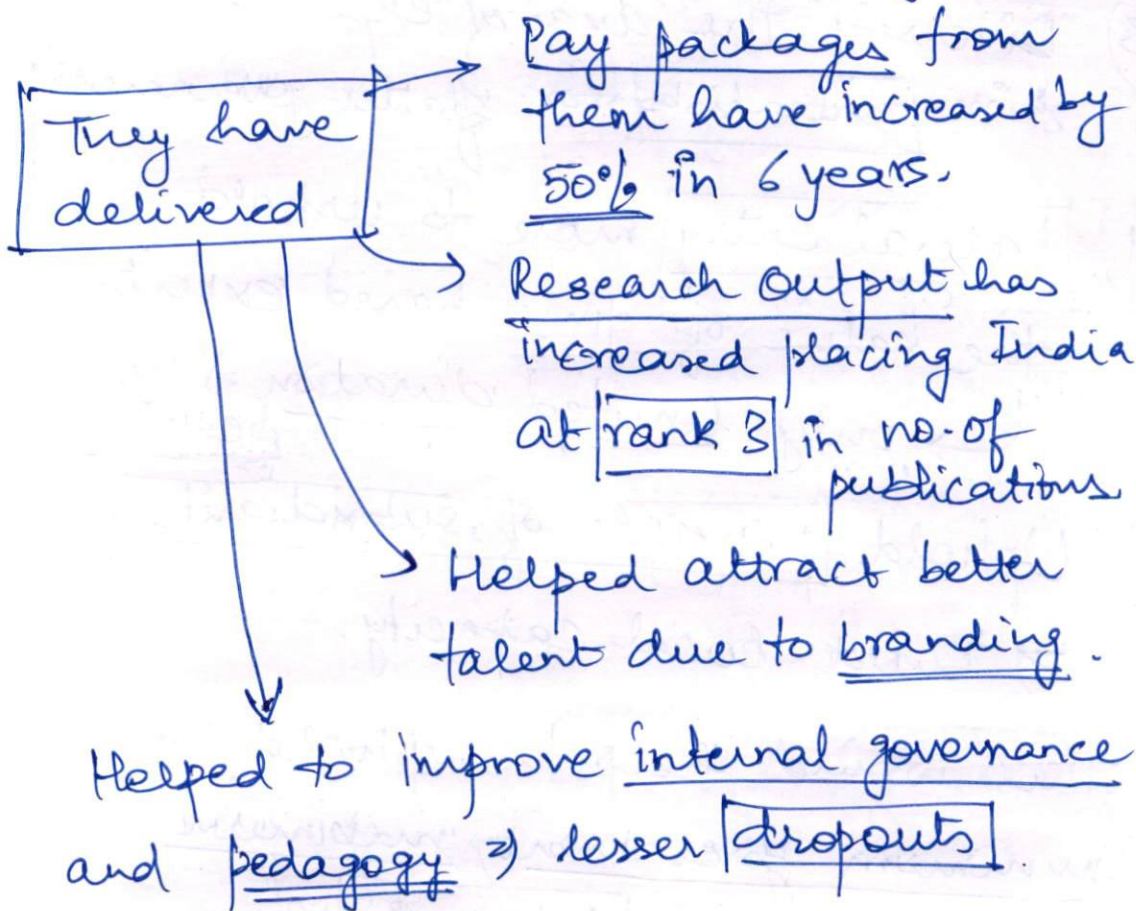 They have
delivered
Pay packages from
them have increased by
50% in 6 years.
Research output has
increased placing India
at rank 3 in no. of
publications
Helped attract better
talent due to branding.
Helped to improve internal governance
and pedagogy ⇒ lesser dropouts.